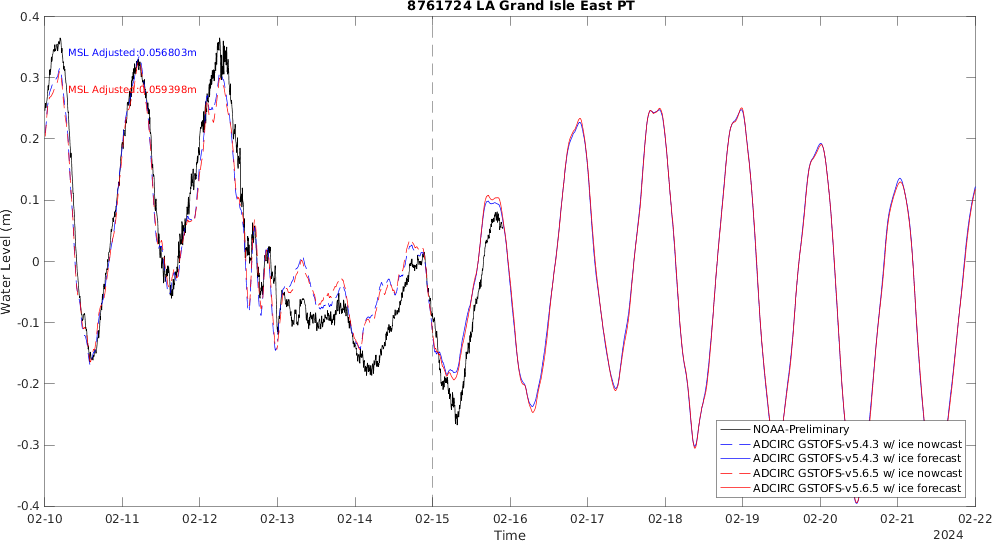 8761724 LA Grand Isle East PT
MSL Adjusted:0.056803m
MSL Adjusted:0.059398m
Water Level (m)
0.4
0.3
0.2
0.1
0
-0.1
-0.2
-0.3
-0.4
NOAA-Preliminary
ADCIRC GSTOFS-v5.4.3 w/ ice nowcast
ADCIRC GSTOFS-v5.4.3 w/ ice forecast
ADCIRC GSTOFS-v5.6.5 w/ ice nowcast
ADCIRC GSTOFS-v5.6.5 w/ ice forecast
02-10 02-11 02-12 02-13 02-14 02-15 02-16 02-17 02-18 02-19 02-20 02-21 02-22
Time
2024